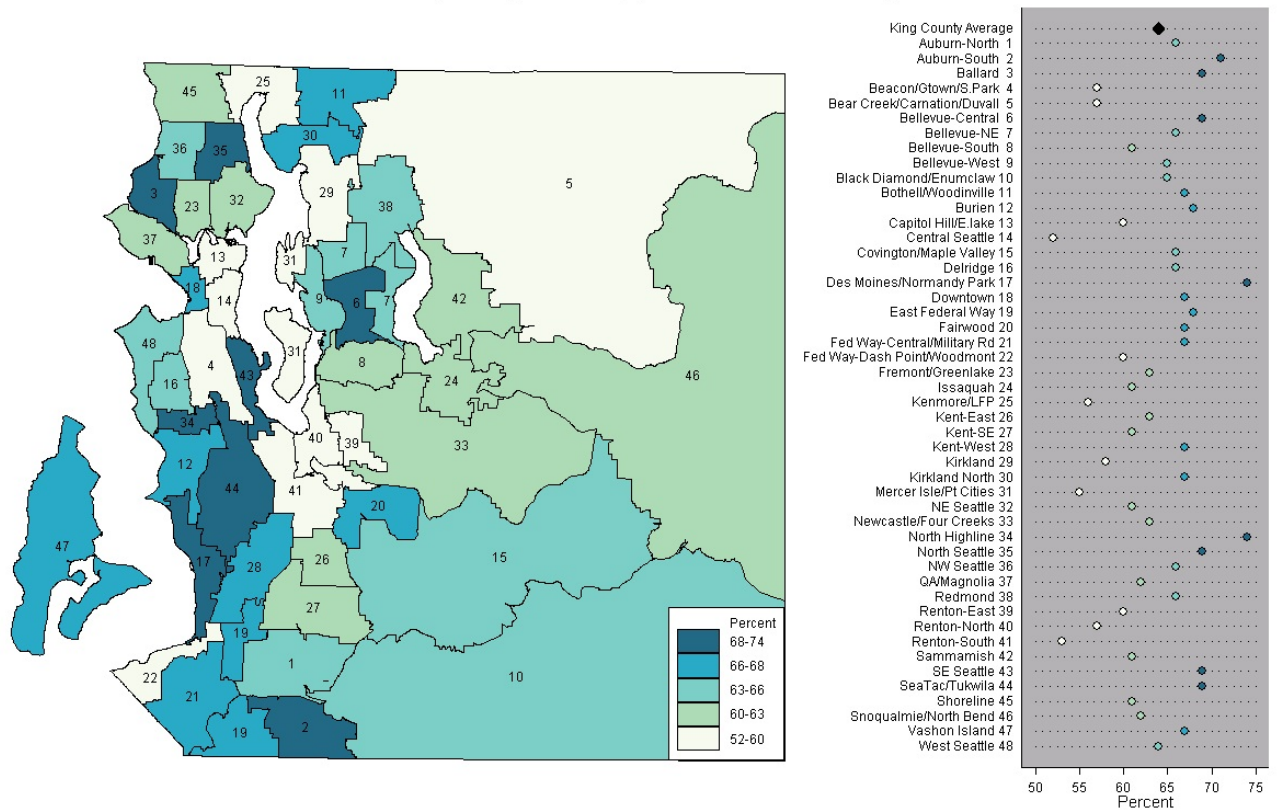 King County Average
Auburn-North 1
Auburn-South 2
Ballard 3
Beacon/Gtown/S.Park 4
Bear Creek/Carnation/Duvall 5
Bellevue-Central 6
Bellevue-NE 7
Bellevue-South 8
Bellevue-West 9
Black Diamond/Enumclaw 10
Bothell/Woodinville 11
Burien 12
Capitol Hill/E.lake 13
Central Seattle 14
Covington/Maple Valley 15
Delridge 16
Des Moines/Normandy Park 17
Downtown 18
East Federal Way 19
Fairwood 20
Fed Way-Central/Military Rd 21
Fed Way-Dash Point/Woodmont 22
Fremont/Greenlake 23
Issaquah 24
Kenmore/LFP 25
Kent-East 26
Kent-SE 27
Kent-West 28
Kirkland 29
Kirkland North 30
Mercer Isle/Pt Cities 31
NE Seattle 32
Newcastle/Four Creeks 33
North Highline 34
North Seattle 35
NW Seattle 36
QA/Magnolia 37
Redmond 38
Renton-East 39
Renton-North 40
Renton-South 41
Sammamish 42
SE Seattle 43
SeaTac/Tukwila 44
Shoreline 45
Snoqualmie/North Bend 46
Vashon Island 47
West Seattle 48
50 55 60 65 70 75
Percent
45
25
11
30
36
35
5
3
23
32
29
38
37
13
31
7
18
14
9
6
7
42
48
4
31
8
46
16
43
24
34
40
39
33
12
44
41
20
47
17
28
26
15
27
19
1
22
21
10
19
2
Percent
68-74
66-68
63-66
60-63
52-60